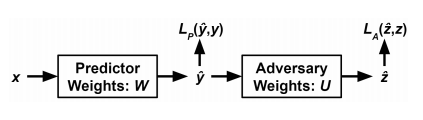 L_P(ŷ,y) L_A(ẑ,z)
x Predictor Weights: W ŷ Adversary Weights: U ẑ